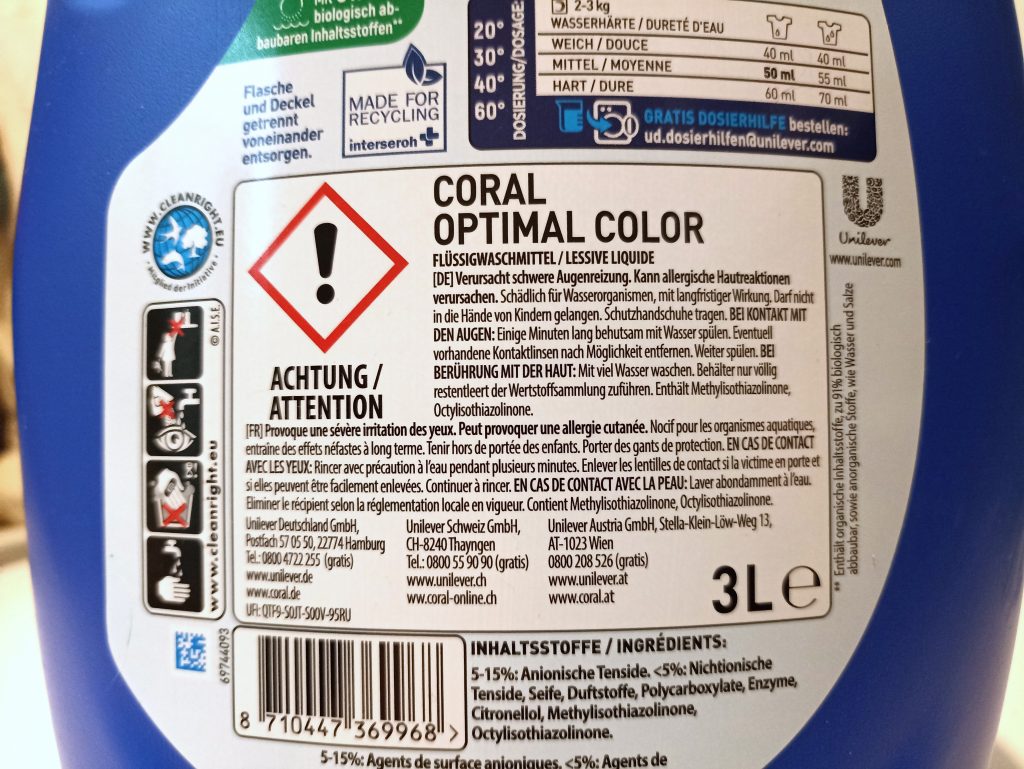 biologisch ab-
baubaren Inhaltsstoffen**
Flasche
und Deckel
getrennt
voneinander
entsorgen.
MADE FOR
RECYCLING
interseroh
20°
30°
40°
60°
DOSIERUNG/DOSAGE:
2-3 kg
WASSERHÄRTE / DURETÉ D'EAU
WEICH / DOUCE 40 ml 40 ml
MITTEL / MOYENNE 50 ml 55 ml
HART / DURE 60 ml 70 ml
GRATIS DOSIERHILFE bestellen:
ud.dosierhilfen@unilever.com
WWW.CLEANRIGHT.EU
Mitglied der Initiative
© A.I.S.E.
www.cleanright.eu
ACHTUNG /
ATTENTION
CORAL
OPTIMAL COLOR
FLÜSSIGWASCHMITTEL / LESSIVE LIQUIDE
[DE] Verursacht schwere Augenreizung. Kann allergische Hautreaktionen
verursachen. Schädlich für Wasserorganismen, mit langfristiger Wirkung. Darf nicht
in die Hände von Kindern gelangen. Schutzhandschuhe tragen. BEI KONTAKT MIT
DEN AUGEN: Einige Minuten lang behutsam mit Wasser spülen. Eventuell
vorhandene Kontaktlinsen nach Möglichkeit entfernen. Weiter spülen. BEI
BERÜHRUNG MIT DER HAUT: Mit viel Wasser waschen. Behälter nur völlig
restentleert der Wertstoffsammlung zuführen. Enthält Methylisothiazolinone,
Octylisothiazolinone.
[FR] Provoque une sévère irritation des yeux. Peut provoquer une allergie cutanée. Nocif pour les organismes aquatiques,
entraîne des effets néfastes à long terme. Tenir hors de portée des enfants. Porter des gants de protection. EN CAS DE CONTACT
AVEC LES YEUX: Rincer avec précaution à l'eau pendant plusieurs minutes. Enlever les lentilles de contact si la victime en porte et
si elles peuvent être facilement enlevées. Continuer à rincer. EN CAS DE CONTACT AVEC LA PEAU: Laver abondamment à l'eau.
Eliminer le récipient selon la réglementation locale en vigueur. Contient Methylisothiazolinone, Octylisothiazolinone.
Unilever Deutschland GmbH,
Postfach 57 05 50, 22774 Hamburg
Tel.: 0800 4722 255 (gratis)
www.unilever.de
www.coral.de
UFI: QTF9-50JT-S00V-95RU
Unilever Schweiz GmbH,
CH-8240 Thayngen
Tel.: 0800 55 90 90 (gratis)
www.unilever.ch
www.coral-online.ch
Unilever Austria GmbH, Stella-Klein-Löw-Weg 13,
AT-1023 Wien
0800 208 526 (gratis)
www.unilever.at
www.coral.at
3L e
Unilever
www.unilever.com
** Enthält organische Inhaltsstoffe, zu 91% biologisch
abbaubar, sowie anorganische Stoffe, wie Wasser und Salze
69744093
8 710447 369968 >
INHALTSSTOFFE / INGRÉDIENTS:
5-15%: Anionische Tenside. <5%: Nichtionische
Tenside, Seife, Duftstoffe, Polycarboxylate, Enzyme,
Citronellol, Methylisothiazolinone,
Octylisothiazolinone.
5-15%: Agents de surface anioniques. <5%: Agents de